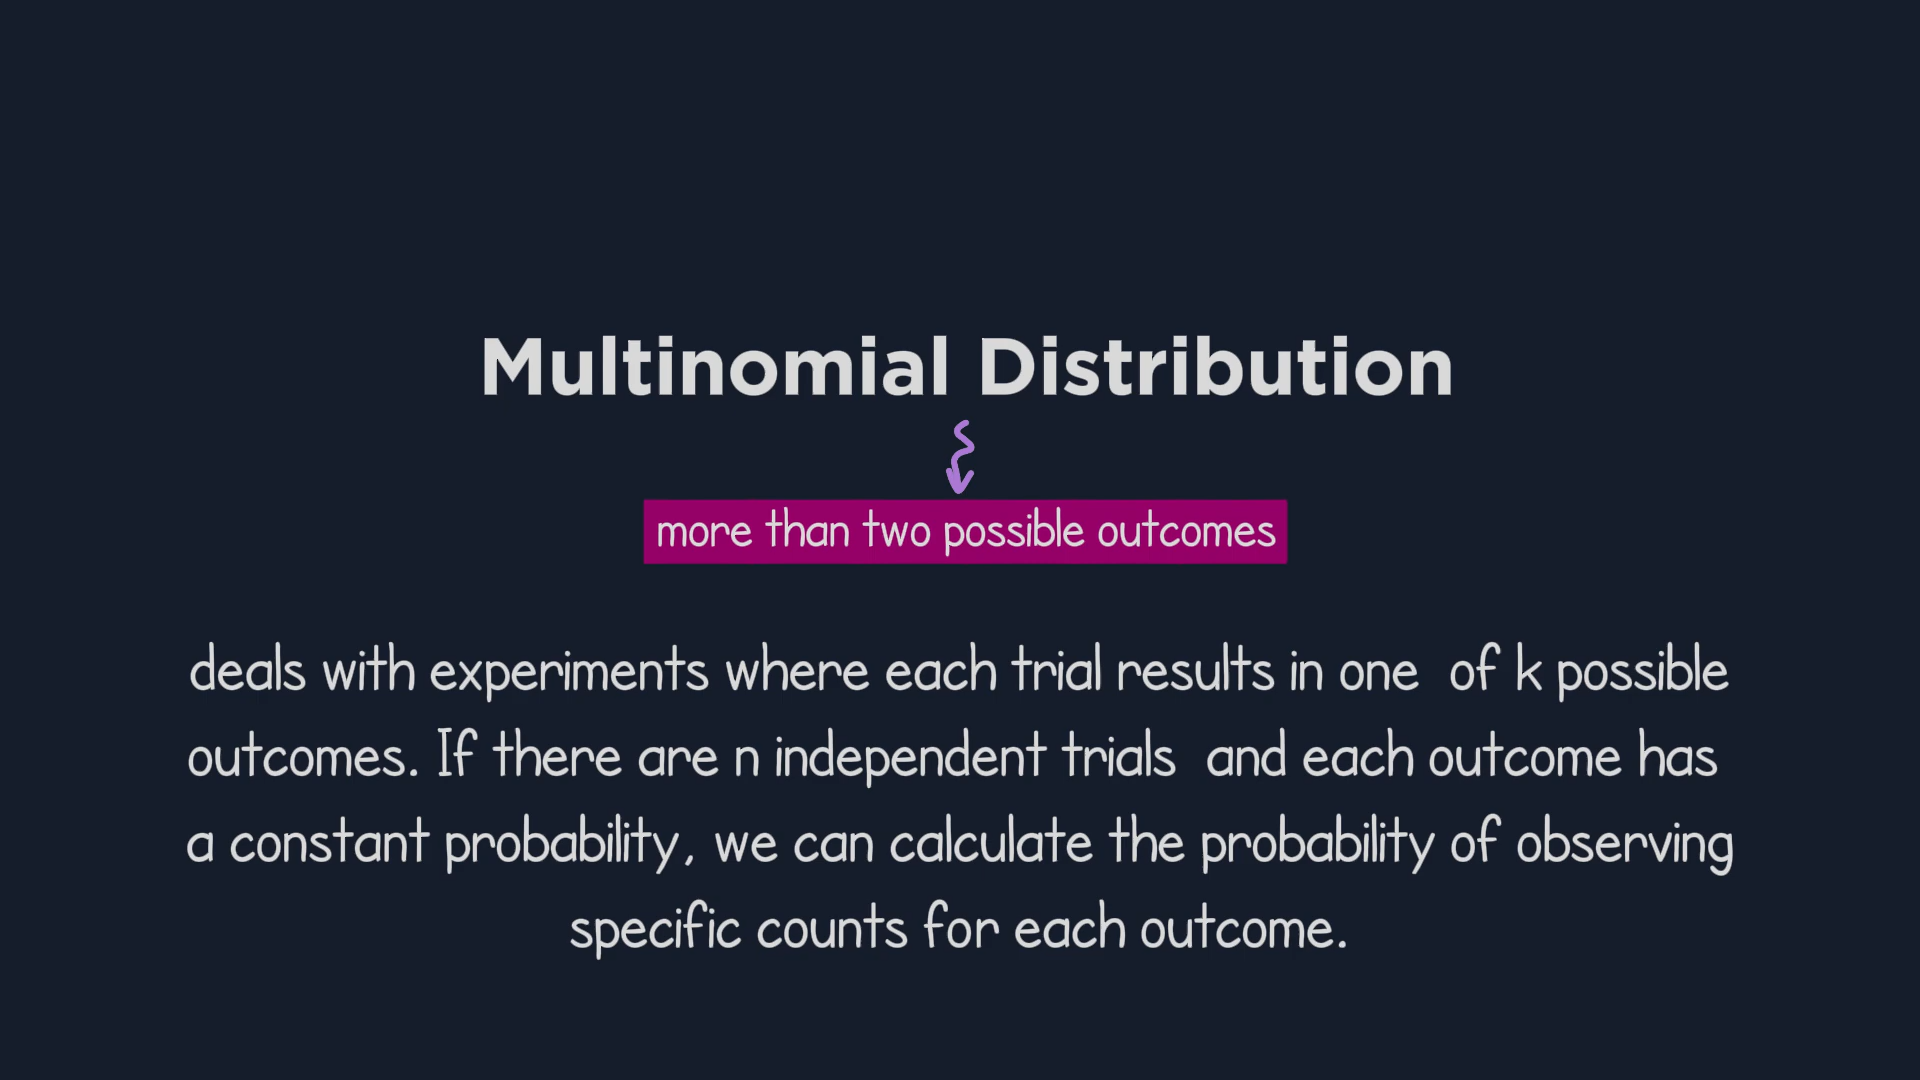 Multinomial Distribution
more than two possible outcomes
deals with experiments where each trial results in one of k possible
outcomes. If there are n independent trials and each outcome has
a constant probability, we can calculate the probability of observing
specific counts for each outcome.